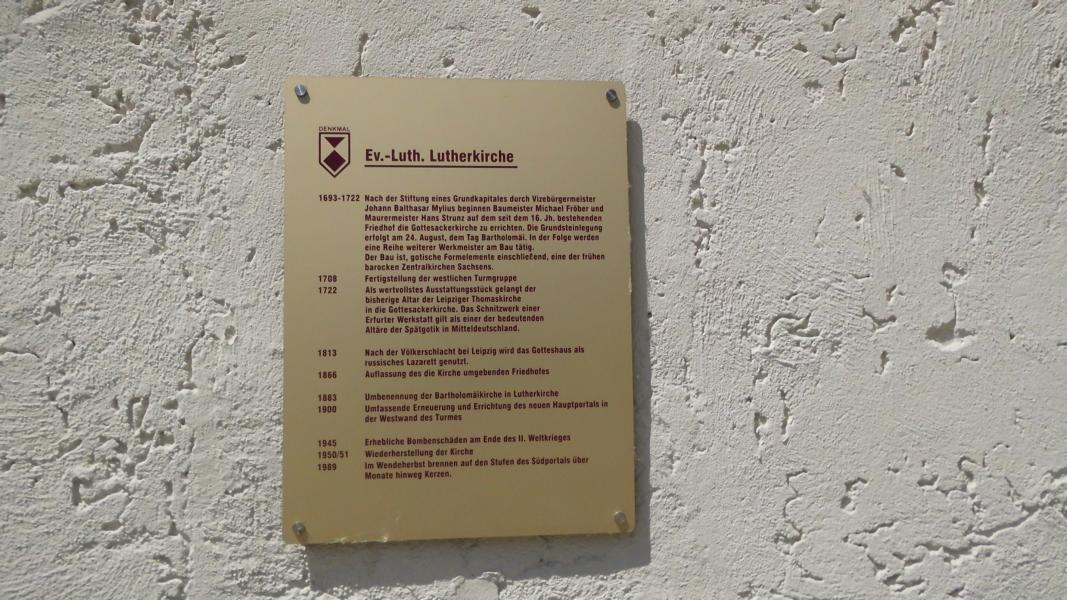 DENKMAL
Ev.-Luth. Lutherkirche
1693-1722 Nach der Stiftung eines Grundkapitales durch Vizebürgermeister
Johann Balthasar Mylius beginnen Baumeister Michael Fröber und
Maurermeister Hans Strunz auf dem seit dem 16. Jh. bestehenden
Friedhof die Gottesackerkirche zu errichten. Die Grundsteinlegung
erfolgt am 24. August, dem Tag Bartholomäi. In der Folge werden
eine Reihe weiterer Werkmeister am Bau tätig.
Der Bau ist, gotische Formelemente einschließend, eine der frühen
barocken Zentralkirchen Sachsens.
1708 Fertigstellung der westlichen Turmgruppe
1722 Als wertvollstes Ausstattungsstück gelangt der
bisherige Altar der Leipziger Thomaskirche
in die Gottesackerkirche. Das Schnitzwerk einer
Erfurter Werkstatt gilt als einer der bedeutenden
Altäre der Spätgotik in Mitteldeutschland.
1813 Nach der Völkerschlacht bei Leipzig wird das Gotteshaus als
russisches Lazarett genutzt.
1866 Auflassung des die Kirche umgebenden Friedhofes
1883 Umbenennung der Bartholomäikirche in Lutherkirche
1900 Umfassende Erneuerung und Errichtung des neuen Hauptportals in
der Westwand des Turmes
1945 Erhebliche Bombenschäden am Ende des II. Weltkrieges
1950/51 Wiederherstellung der Kirche
1989 Im Wendeherbst brennen auf den Stufen des Südportals über
Monate hinweg Kerzen.